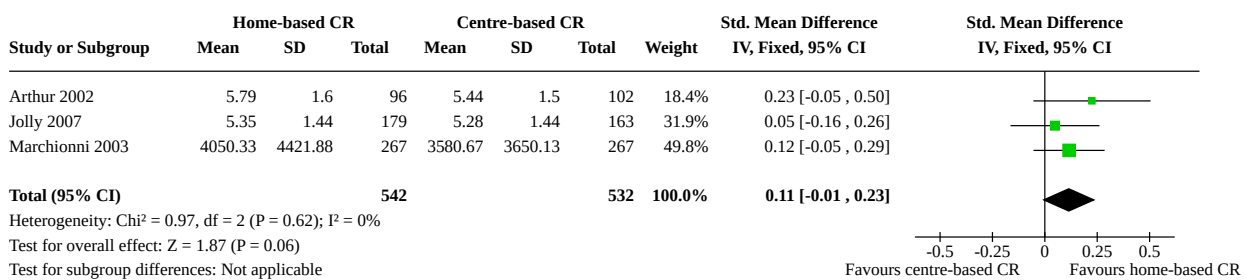 Home-based CR Centre-based CR Std. Mean Difference Std. Mean Difference
Study or Subgroup Mean SD Total Mean SD Total Weight IV, Fixed, 95% CI IV, Fixed, 95% CI
Arthur 2002 5.79 1.6 96 5.44 1.5 102 18.4% 0.23 [-0.05 , 0.50]
Jolly 2007 5.35 1.44 179 5.28 1.44 163 31.9% 0.05 [-0.16 , 0.26]
Marchionni 2003 4050.33 4421.88 267 3580.67 3650.13 267 49.8% 0.12 [-0.05 , 0.29]
Total (95% CI) 542 532 100.0% 0.11 [-0.01 , 0.23]
Heterogeneity: Chi² = 0.97, df = 2 (P = 0.62); I² = 0%
Test for overall effect: Z = 1.87 (P = 0.06) -0.5 -0.25 0 0.25 0.5
Test for subgroup differences: Not applicable Favours centre-based CR Favours home-based CR